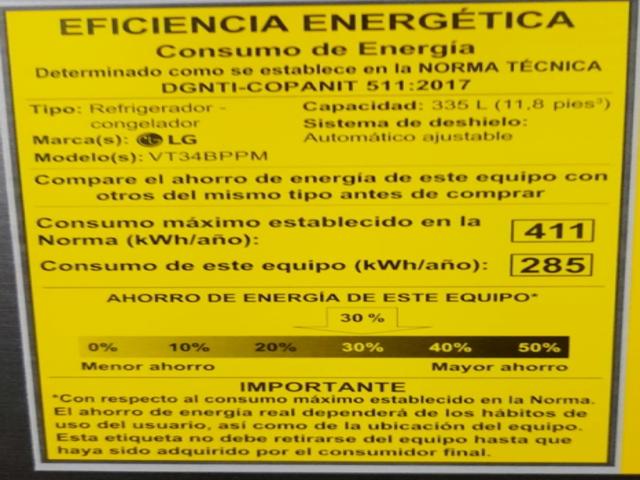 EFICIENCIA ENERGÉTICA
Consumo de Energía
Determinado como se establece en la NORMA TÉCNICA
DGNTI-COPANIT 511:2017
Tipo: Refrigerador - congelador
Capacidad: 335 L (11,8 pies³)
Sistema de deshielo: Automático ajustable
Marca(s): LG
Modelo(s): VT34BPPM
Compare el ahorro de energía de este equipo con
otros del mismo tipo antes de comprar
Consumo máximo establecido en la
Norma (kWh/año): 411
Consumo de este equipo (kWh/año): 285
AHORRO DE ENERGÍA DE ESTE EQUIPO*
30 %
0% 10% 20% 30% 40% 50%
Menor ahorro Mayor ahorro
IMPORTANTE
*Con respecto al consumo máximo establecido en la Norma.
El ahorro de energía real dependerá de los hábitos de
uso del usuario, así como de la ubicación del equipo.
Esta etiqueta no debe retirarse del equipo hasta que
haya sido adquirido por el consumidor final.